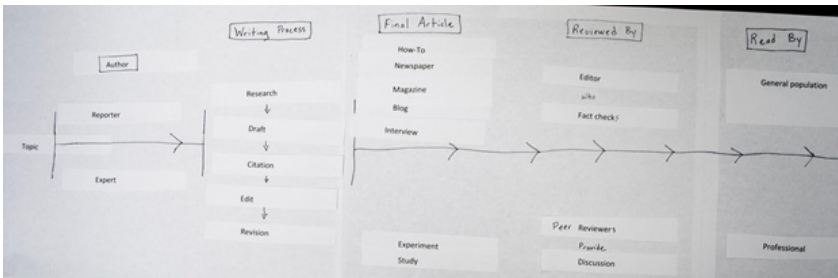 Topic
Author
Reporter
Expert
Writing Process
Research
Draft
Citation
Edit
Revision
Final Article
How-To
Newspaper
Magazine
Blog
Interview
Experiment
Study
Reviewed By
Editor
who
Fact checks
Peer Reviewers
Provide
Discussion
Read By
General population
Professional